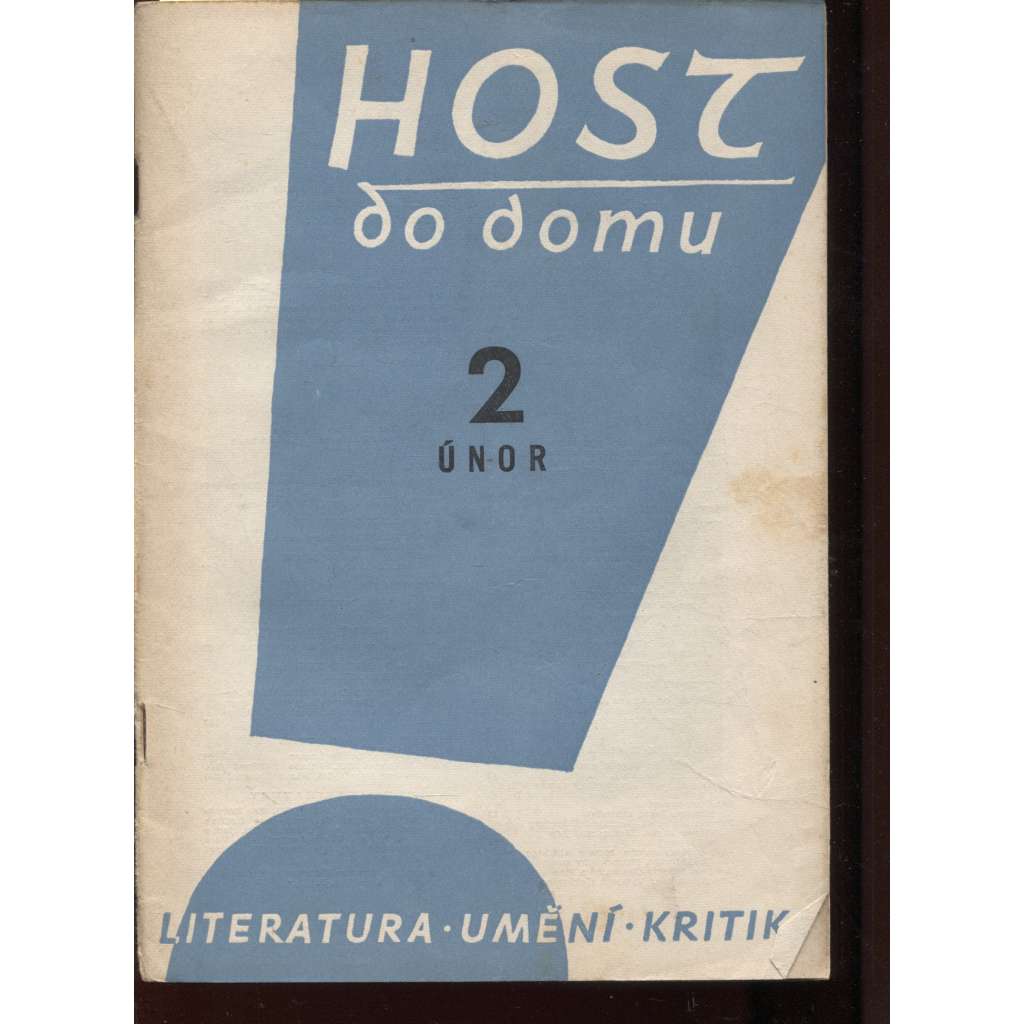 HOST
do domu
2
ÚNOR
LITERATURA · UMĚNÍ · KRITIK